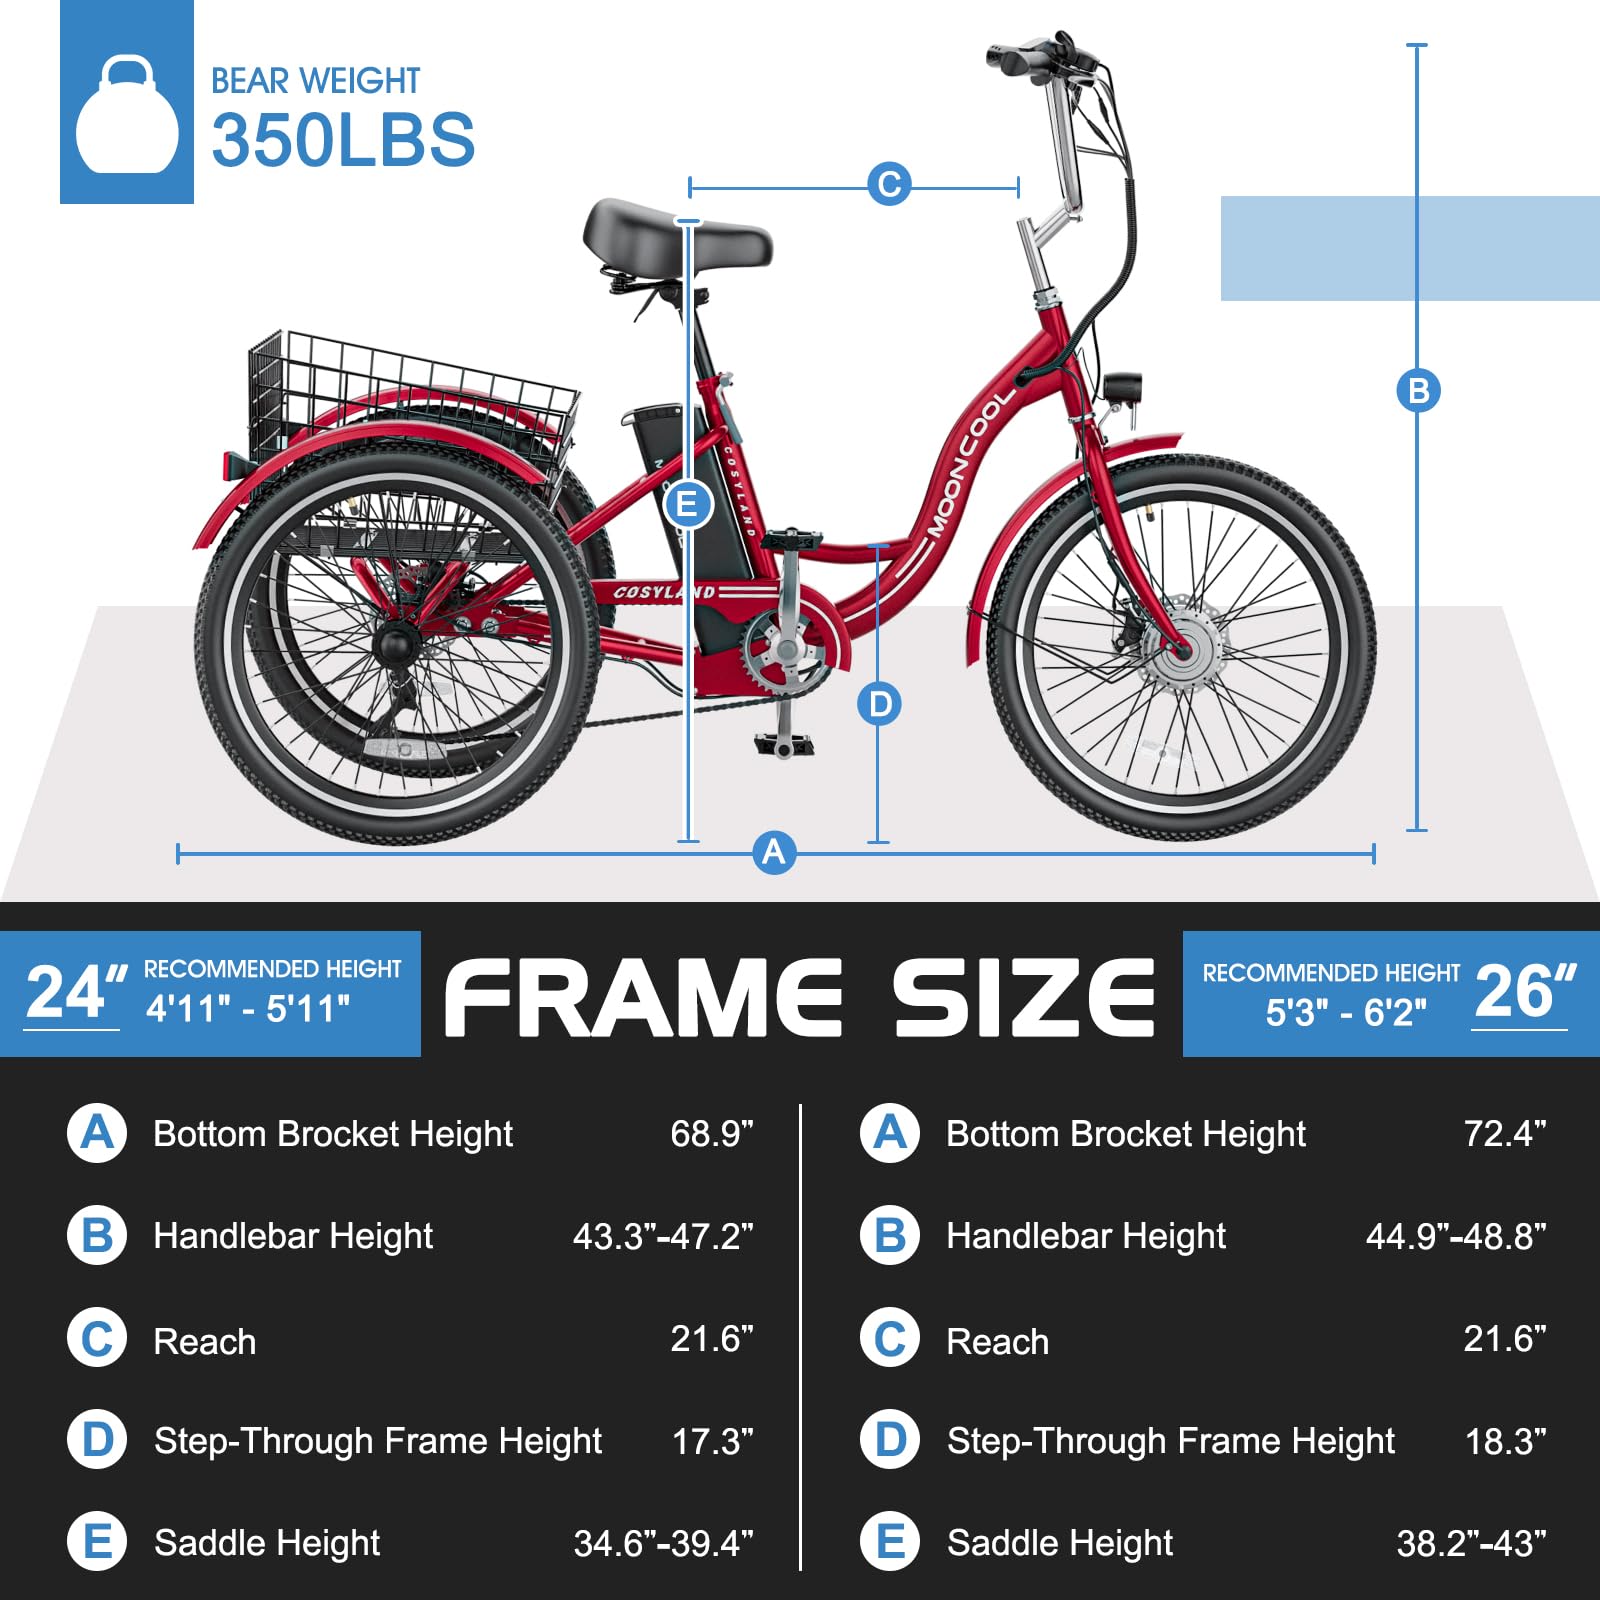 BEAR WEIGHT
350LBS
C
B
MOONCOOL
COSYLAND
E
COSYLAND
D
A
24" RECOMMENDED HEIGHT
4'11" - 5'11"
FRAME SIZE
RECOMMENDED HEIGHT 26"
5'3" - 6'2"
A Bottom Brocket Height 68.9”
B Handlebar Height 43.3”-47.2”
C Reach 21.6”
D Step-Through Frame Height 17.3”
E Saddle Height 34.6”-39.4”
A Bottom Brocket Height 72.4”
B Handlebar Height 44.9”-48.8”
C Reach 21.6”
D Step-Through Frame Height 18.3”
E Saddle Height 38.2”-43”